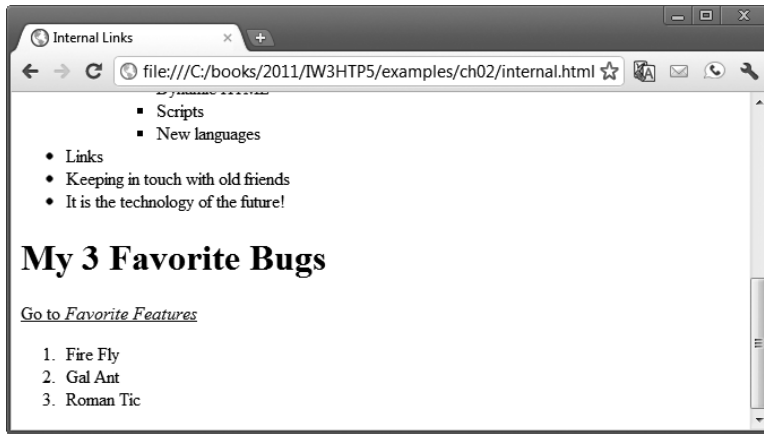 Internal Links
file:///C:/books/2011/IW3HTP5/examples/ch02/internal.html
Dynamic HTML
Scripts
New languages
Links
Keeping in touch with old friends
It is the technology of the future!
My 3 Favorite Bugs
Go to Favorite Features
1. Fire Fly
2. Gal Ant
3. Roman Tic